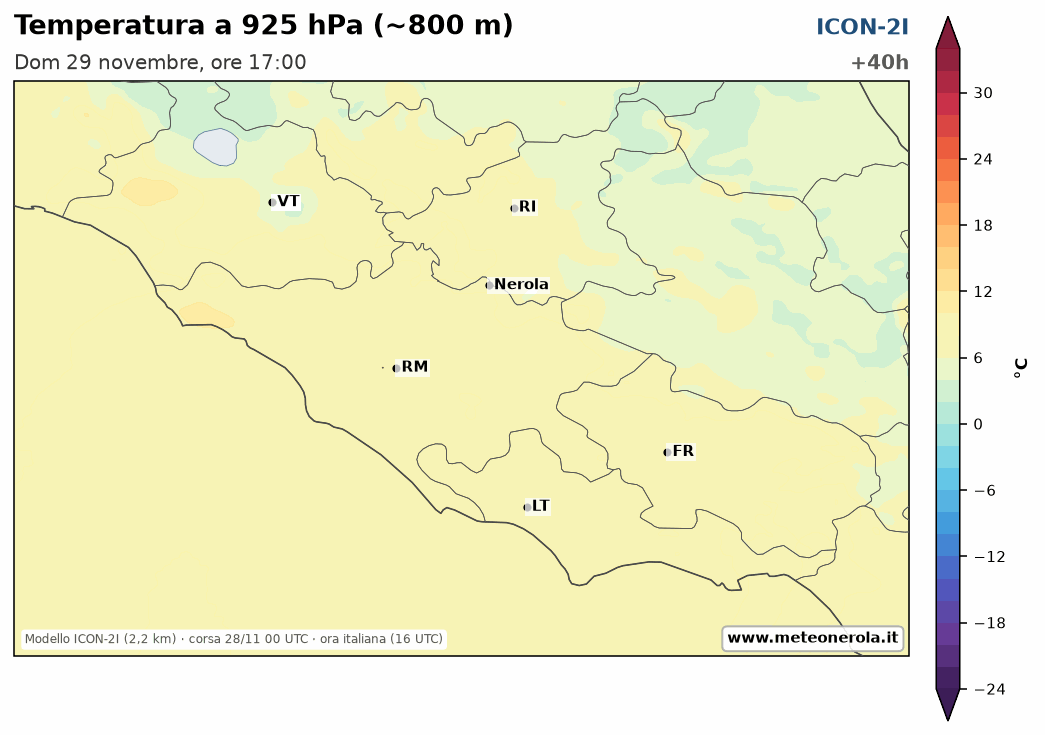 Temperatura a 925 hPa (~800 m)
ICON-2I
Dom 29 novembre, ore 17:00
+40h
VT
RI
Nerola
RM
FR
LT
Modello ICON-2I (2,2 km) · corsa 28/11 00 UTC · ora italiana (16 UTC)
www.meteonerola.it
30
24
18
12
6
0
−6
−12
−18
−24
°C